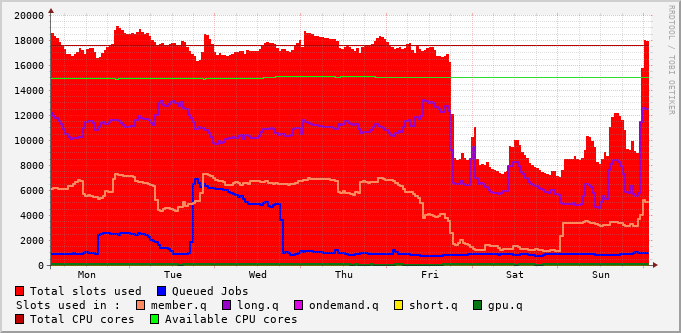 RRDTOOL / TOBI OETIKER
20000
18000
16000
14000
12000
10000
8000
6000
4000
2000
0
Mon Tue Wed Thu Fri Sat Sun
Total slots used Queued Jobs
Slots used in : member.q long.q ondemand.q short.q gpu.q
Total CPU cores Available CPU cores